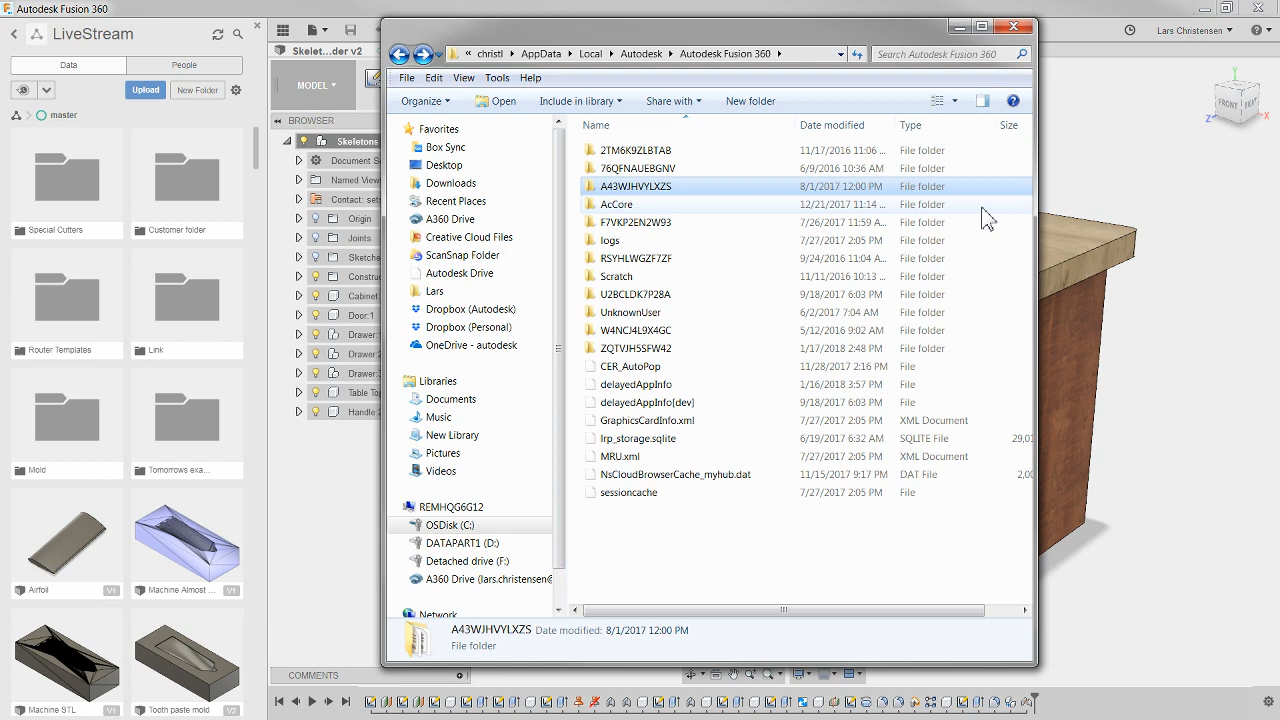 Autodesk Fusion 360
LiveStream
Data
People
Upload
New Folder
master
Special Cutters
Customer folder
Router Templates
Link
Mold
Tomorrows exa...
Airfoil
V1
Machine Almost ...
V1
Machine STL
V1
Tooth paste mold
V2
Skelet...der v2
MODEL
BROWSER
Skeletons
Document S
Named View
Contact: sets
Origin
Joints
Sketche
Construc
Cabinet
Door:1
Drawer:
Drawer:2
Drawer:3
Table Top
Handle:2
COMMENTS
Lars Christensen
Y
Z
X
« christl
AppData
Local
Autodesk
Autodesk Fusion 360
Search Autodesk Fusion 360
File
Edit
View
Tools
Help
Organize
Open
Include in library
Share with
New folder
Favorites
Box Sync
Desktop
Downloads
Recent Places
A360 Drive
Creative Cloud Files
ScanSnap Folder
Autodesk Drive
Lars
Dropbox (Autodesk)
Dropbox (Personal)
OneDrive - autodesk
Libraries
Documents
Music
New Library
Pictures
Videos
REMHQG6G12
OSDisk (C:)
DATAPART1 (D:)
Detached drive (F:)
A360 Drive (lars.christensen@
Network
Name Date modified Type Size
2TM6K9ZLBTAB 11/17/2016 11:06 ... File folder
76QFNAUEBGNV 6/9/2016 10:36 AM File folder
A43WJHVYLXZS 8/1/2017 12:00 PM File folder
AcCore 12/21/2017 11:14 ... File folder
F7VKP2EN2W93 7/26/2017 11:59 A... File folder
logs 7/27/2017 2:05 PM File folder
RSYHLWGZF7ZF 9/24/2016 11:04 ... File folder
Scratch 11/11/2016 10:13 ... File folder
U2BCLDK7P28A 9/18/2017 6:03 PM File folder
UnknownUser 6/2/2017 7:04 AM File folder
W4NCJ4L9X4GC 5/12/2016 9:02 AM File folder
ZQTVJH5SFW42 1/17/2018 2:48 PM File folder
CER_AutoPop 11/28/2017 2:16 PM File
delayedAppInfo 1/16/2018 3:57 PM File
delayedAppInfo[dev] 9/18/2017 6:03 PM File
GraphicsCardInfo.xml 7/27/2017 2:05 PM XML Document
lrp_storage.sqlite 6/19/2017 6:32 AM SQLITE File 29,01
MRU.xml 7/27/2017 2:05 PM XML Document
NsCloudBrowserCache_myhub.dat 11/15/2017 9:17 PM DAT File 2,00
sessioncache 7/27/2017 2:05 PM File
A43WJHVYLXZS Date modified: 8/1/2017 12:00 PM
File folder